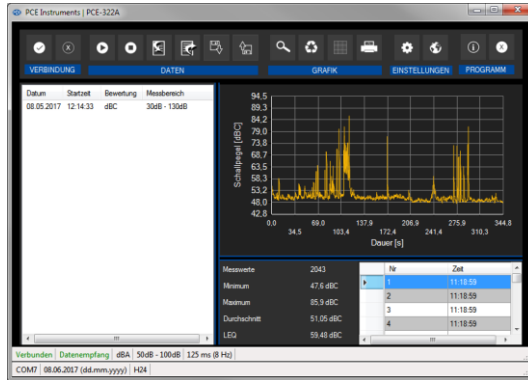 PCE Instruments | PCE-322A
VERBINDUNG DATEN GRAFIK EINSTELLUNGEN PROGRAMM
Datum Startzeit Bewertung Messbereich
08.05.2017 12:14:33 dBC 30dB - 130dB
Schallpegel [dBC]
94,5
89,3
84,2
79,0
73,8
68,7
63,5
58,3
53,2
48,0
42,8
0,0 69,0 137,9 206,9 275,9 344,8
34,5 103,4 172,4 241,4 310,3
Dauer [s]
Messwerte 2043
Minimum 47,6 dBC
Maximum 85,9 dBC
Durchschnitt 51,05 dBC
LEQ 59,48 dBC
Nr Zeit
1 11:18:59
2 11:18:59
3 11:18:59
4 11:18:59
Verbunden Datenempfang dBA 50dB - 100dB 125 ms (8 Hz)
COM7 08.06.2017 (dd.mm.yyyy) H24